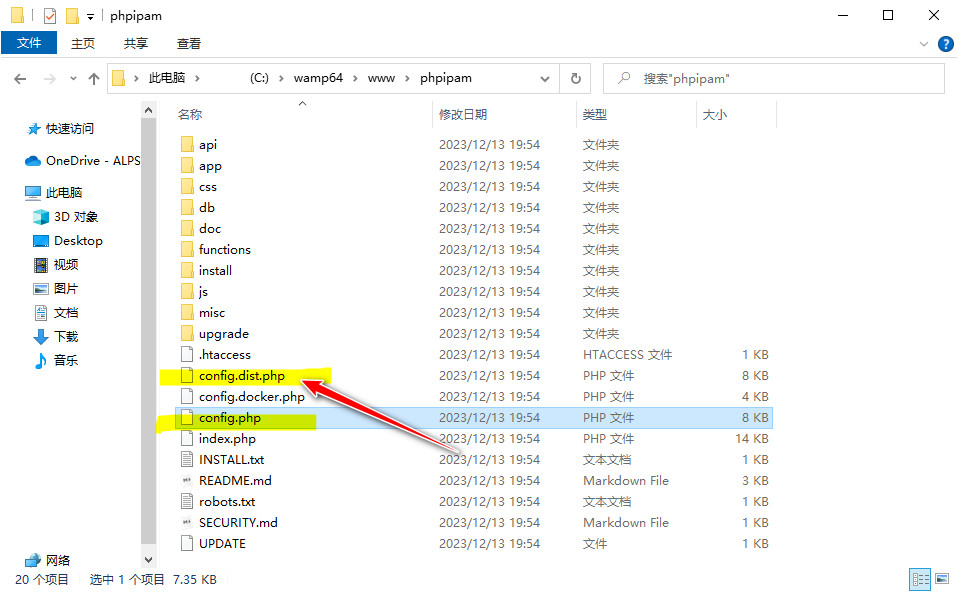 phpipam
文件 主页 共享 查看
此电脑 (C:) wamp64 www phpipam 搜索"phpipam"
名称 修改日期 类型 大小
快速访问
OneDrive - ALPS
此电脑
3D 对象
Desktop
视频
图片
文档
下载
音乐
网络
api 2023/12/13 19:54 文件夹
app 2023/12/13 19:54 文件夹
css 2023/12/13 19:54 文件夹
db 2023/12/13 19:54 文件夹
doc 2023/12/13 19:54 文件夹
functions 2023/12/13 19:54 文件夹
install 2023/12/13 19:54 文件夹
js 2023/12/13 19:54 文件夹
misc 2023/12/13 19:54 文件夹
upgrade 2023/12/13 19:54 文件夹
.htaccess 2023/12/13 19:54 HTACCESS 文件 1 KB
config.dist.php 2023/12/13 19:54 PHP 文件 8 KB
config.docker.php 2023/12/13 19:54 PHP 文件 4 KB
config.php 2023/12/13 19:54 PHP 文件 8 KB
index.php 2023/12/13 19:54 PHP 文件 14 KB
INSTALL.txt 2023/12/13 19:54 文本文档 1 KB
README.md 2023/12/13 19:54 Markdown File 3 KB
robots.txt 2023/12/13 19:54 文本文档 1 KB
SECURITY.md 2023/12/13 19:54 Markdown File 1 KB
UPDATE 2023/12/13 19:54 文件 1 KB
20 个项目 选中 1 个项目 7.35 KB